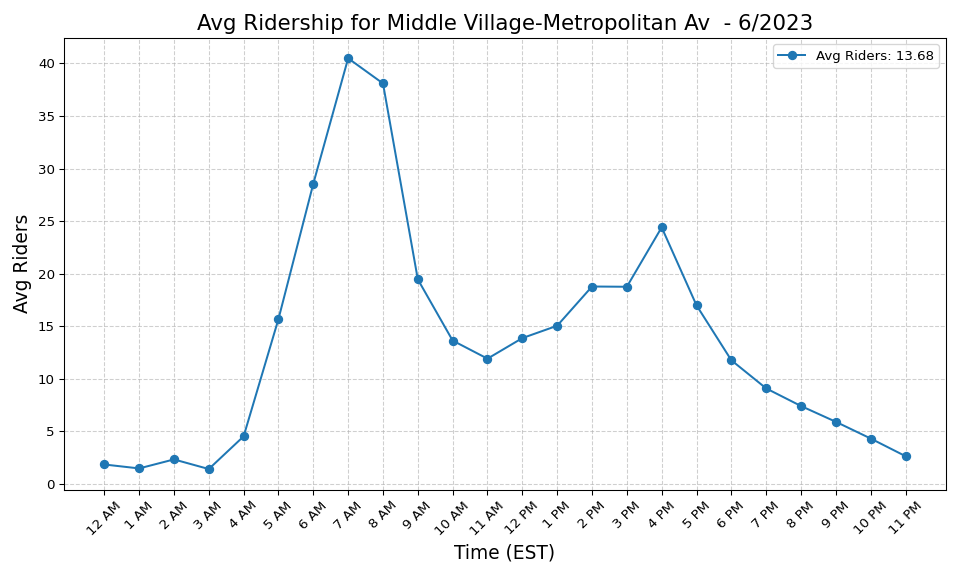 Avg Ridership for Middle Village-Metropolitan Av  - 6/2023
Avg Riders: 13.68
Avg Riders
40
35
30
25
20
15
10
5
0
12 AM
1 AM
2 AM
3 AM
4 AM
5 AM
6 AM
7 AM
8 AM
9 AM
10 AM
11 AM
12 PM
1 PM
2 PM
3 PM
4 PM
5 PM
6 PM
7 PM
8 PM
9 PM
10 PM
11 PM
Time (EST)